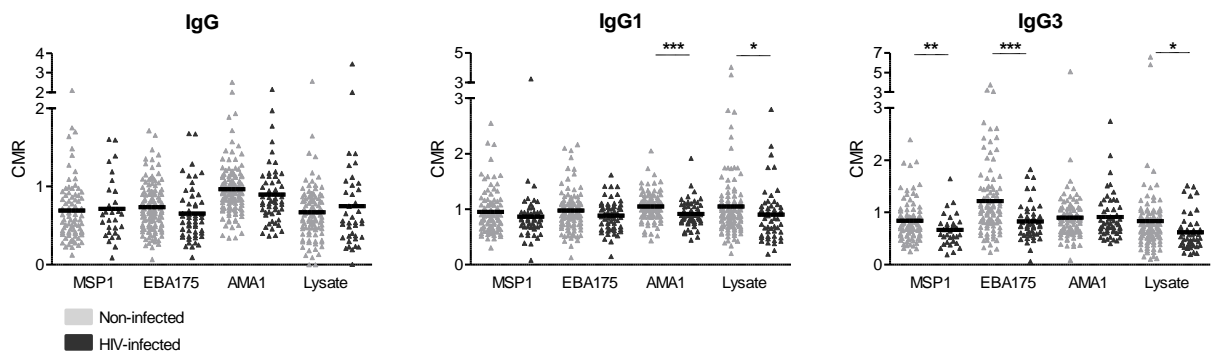 IgG
CMR
4
3
2
2
1
0
MSP1 EBA175 AMA1 Lysate
IgG1
***
*
CMR
5
3
3
2
1
0
MSP1 EBA175 AMA1 Lysate
IgG3
**
***
*
CMR
7
5
3
3
2
1
0
MSP1 EBA175 AMA1 Lysate
Non-infected
HIV-infected